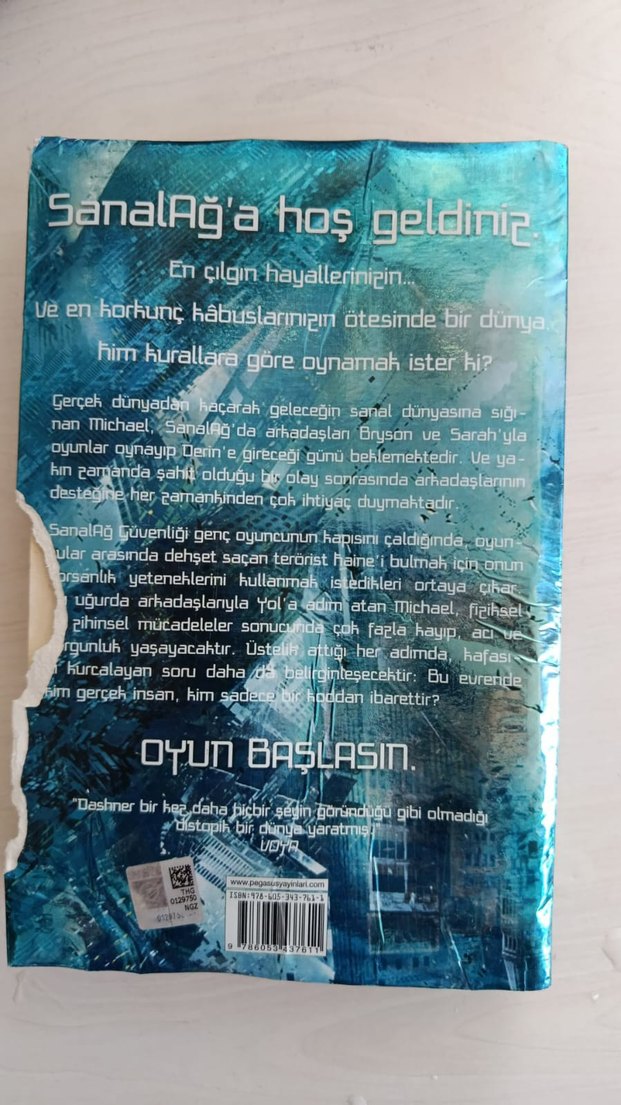 SanalAğ'a hoş geldiniz.
En çılgın hayallerinizin...
Ve en korkunç kâbuslarınızın ötesinde bir dünya.
Kim kurallara göre oynamak ister ki?
Gerçek dünyadan kaçarak geleceğin sanal dünyasına sığı-
nan Michael, SanalAğ'da arkadaşları Bryson ve Sarah'yla
oyunlar oynayıp Derin'e gireceği günü beklemektedir. Ve ya-
kın zamanda şahit olduğu bir olay sonrasında arkadaşlarının
desteğine her zamankinden çok ihtiyaç duymaktadır.
SanalAğ Güvenliği genç oyuncunun kapısını çaldığında, oyun-
cular arasında dehşet saçan terörist Kaine'i bulmak için onun
orsanlık yeteneklerini kullanmak istedikleri ortaya çıkar.
uğurda arkadaşlarıyla Yol'a adım atan Michael, fiziksel
zihinsel mücadeleler sonucunda çok fazla kayıp, acı ve
orgunluk yaşayacaktır. Üstelik attığı her adımda, kafası-
ı kurcalayan soru daha da belirginleşecektir: Bu evrende
kim gerçek insan, kim sadece bir koddan ibarettir?
OYUN BAŞLASIN.
"Dashner bir kez daha hiçbir şeyin göründüğü gibi olmadığı
distopik bir dünya yaratmış."
VOYA
THG
0129750
NGZ
www.pegasusyayinlari.com
ISBN:978-605-343-761-1
9 786053 437611